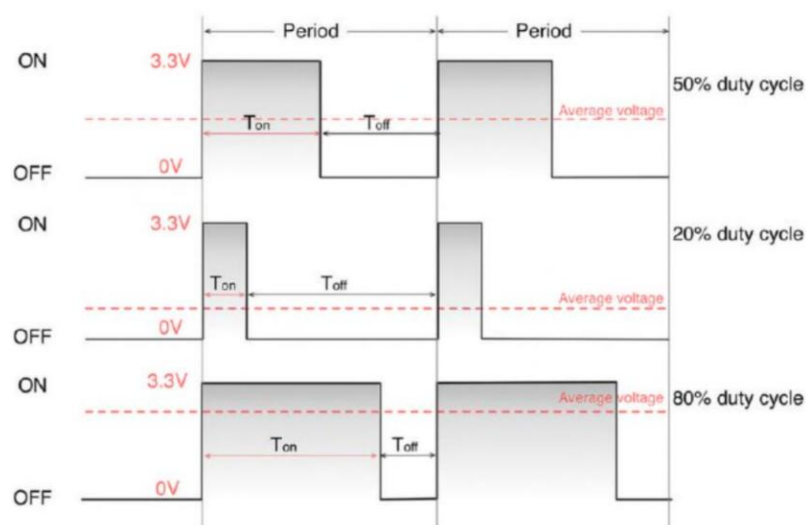 Period Period
ON 3.3V
50% duty cycle
Average voltage
Ton Toff
OFF 0V
ON 3.3V
20% duty cycle
Ton Toff
Average voltage
OFF 0V
ON 3.3V
Average voltage 80% duty cycle
Ton Toff
OFF 0V